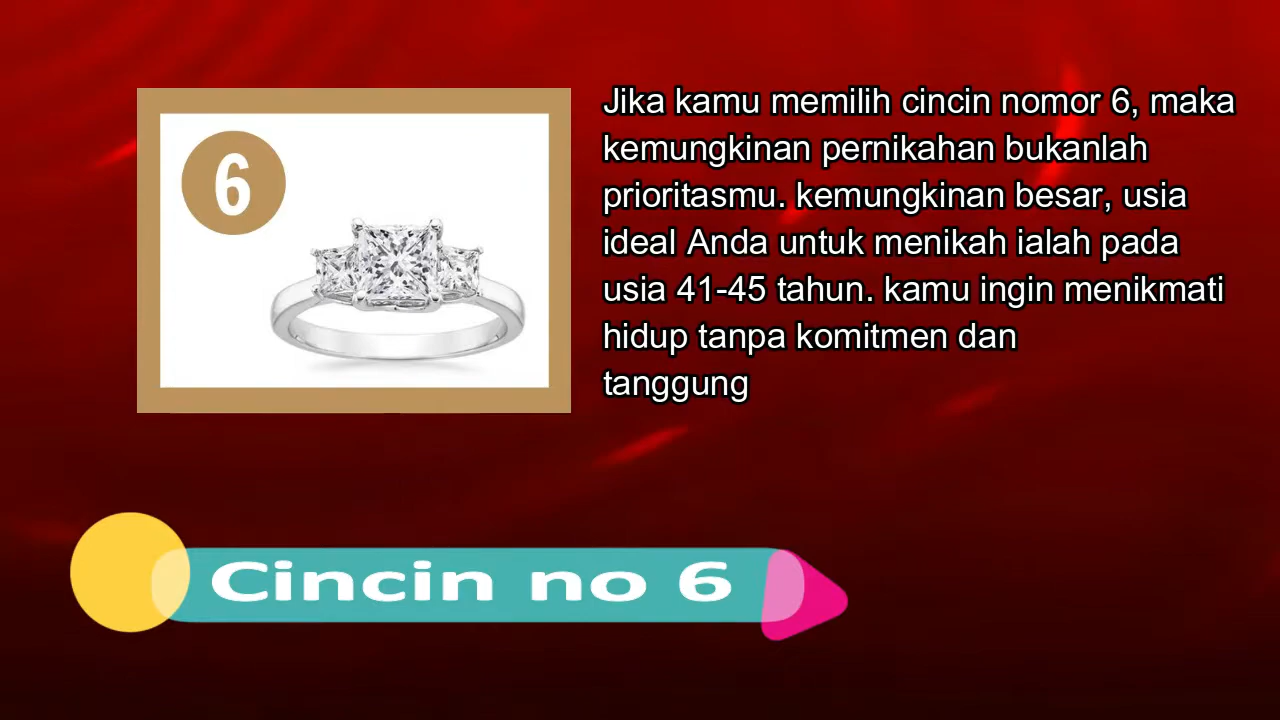 6
Jika kamu memilih cincin nomor 6, maka
kemungkinan pernikahan bukanlah
prioritasmu. kemungkinan besar, usia
ideal Anda untuk menikah ialah pada
usia 41-45 tahun. kamu ingin menikmati
hidup tanpa komitmen dan
tanggung
Cincin no 6